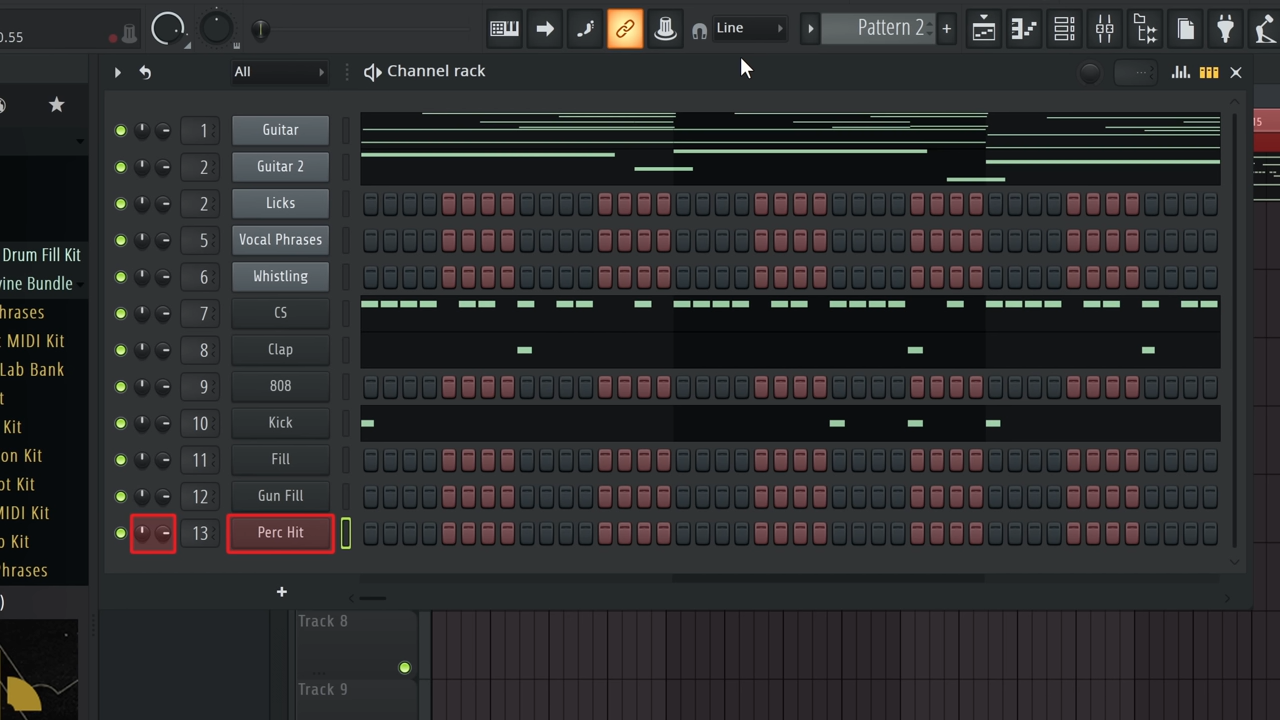 0.55
Line
Pattern 2
+
All
Channel rack
1 Guitar
2 Guitar 2
2 Licks
5 Vocal Phrases
6 Whistling
7 CS
8 Clap
9 808
10 Kick
11 Fill
12 Gun Fill
13 Perc Hit
+
15
Drum Fill Kit
vine Bundle
hrases
t MIDI Kit
Lab Bank
t
Kit
on Kit
ot Kit
MIDI Kit
o Kit
Phrases
)
Track 8
Track 9